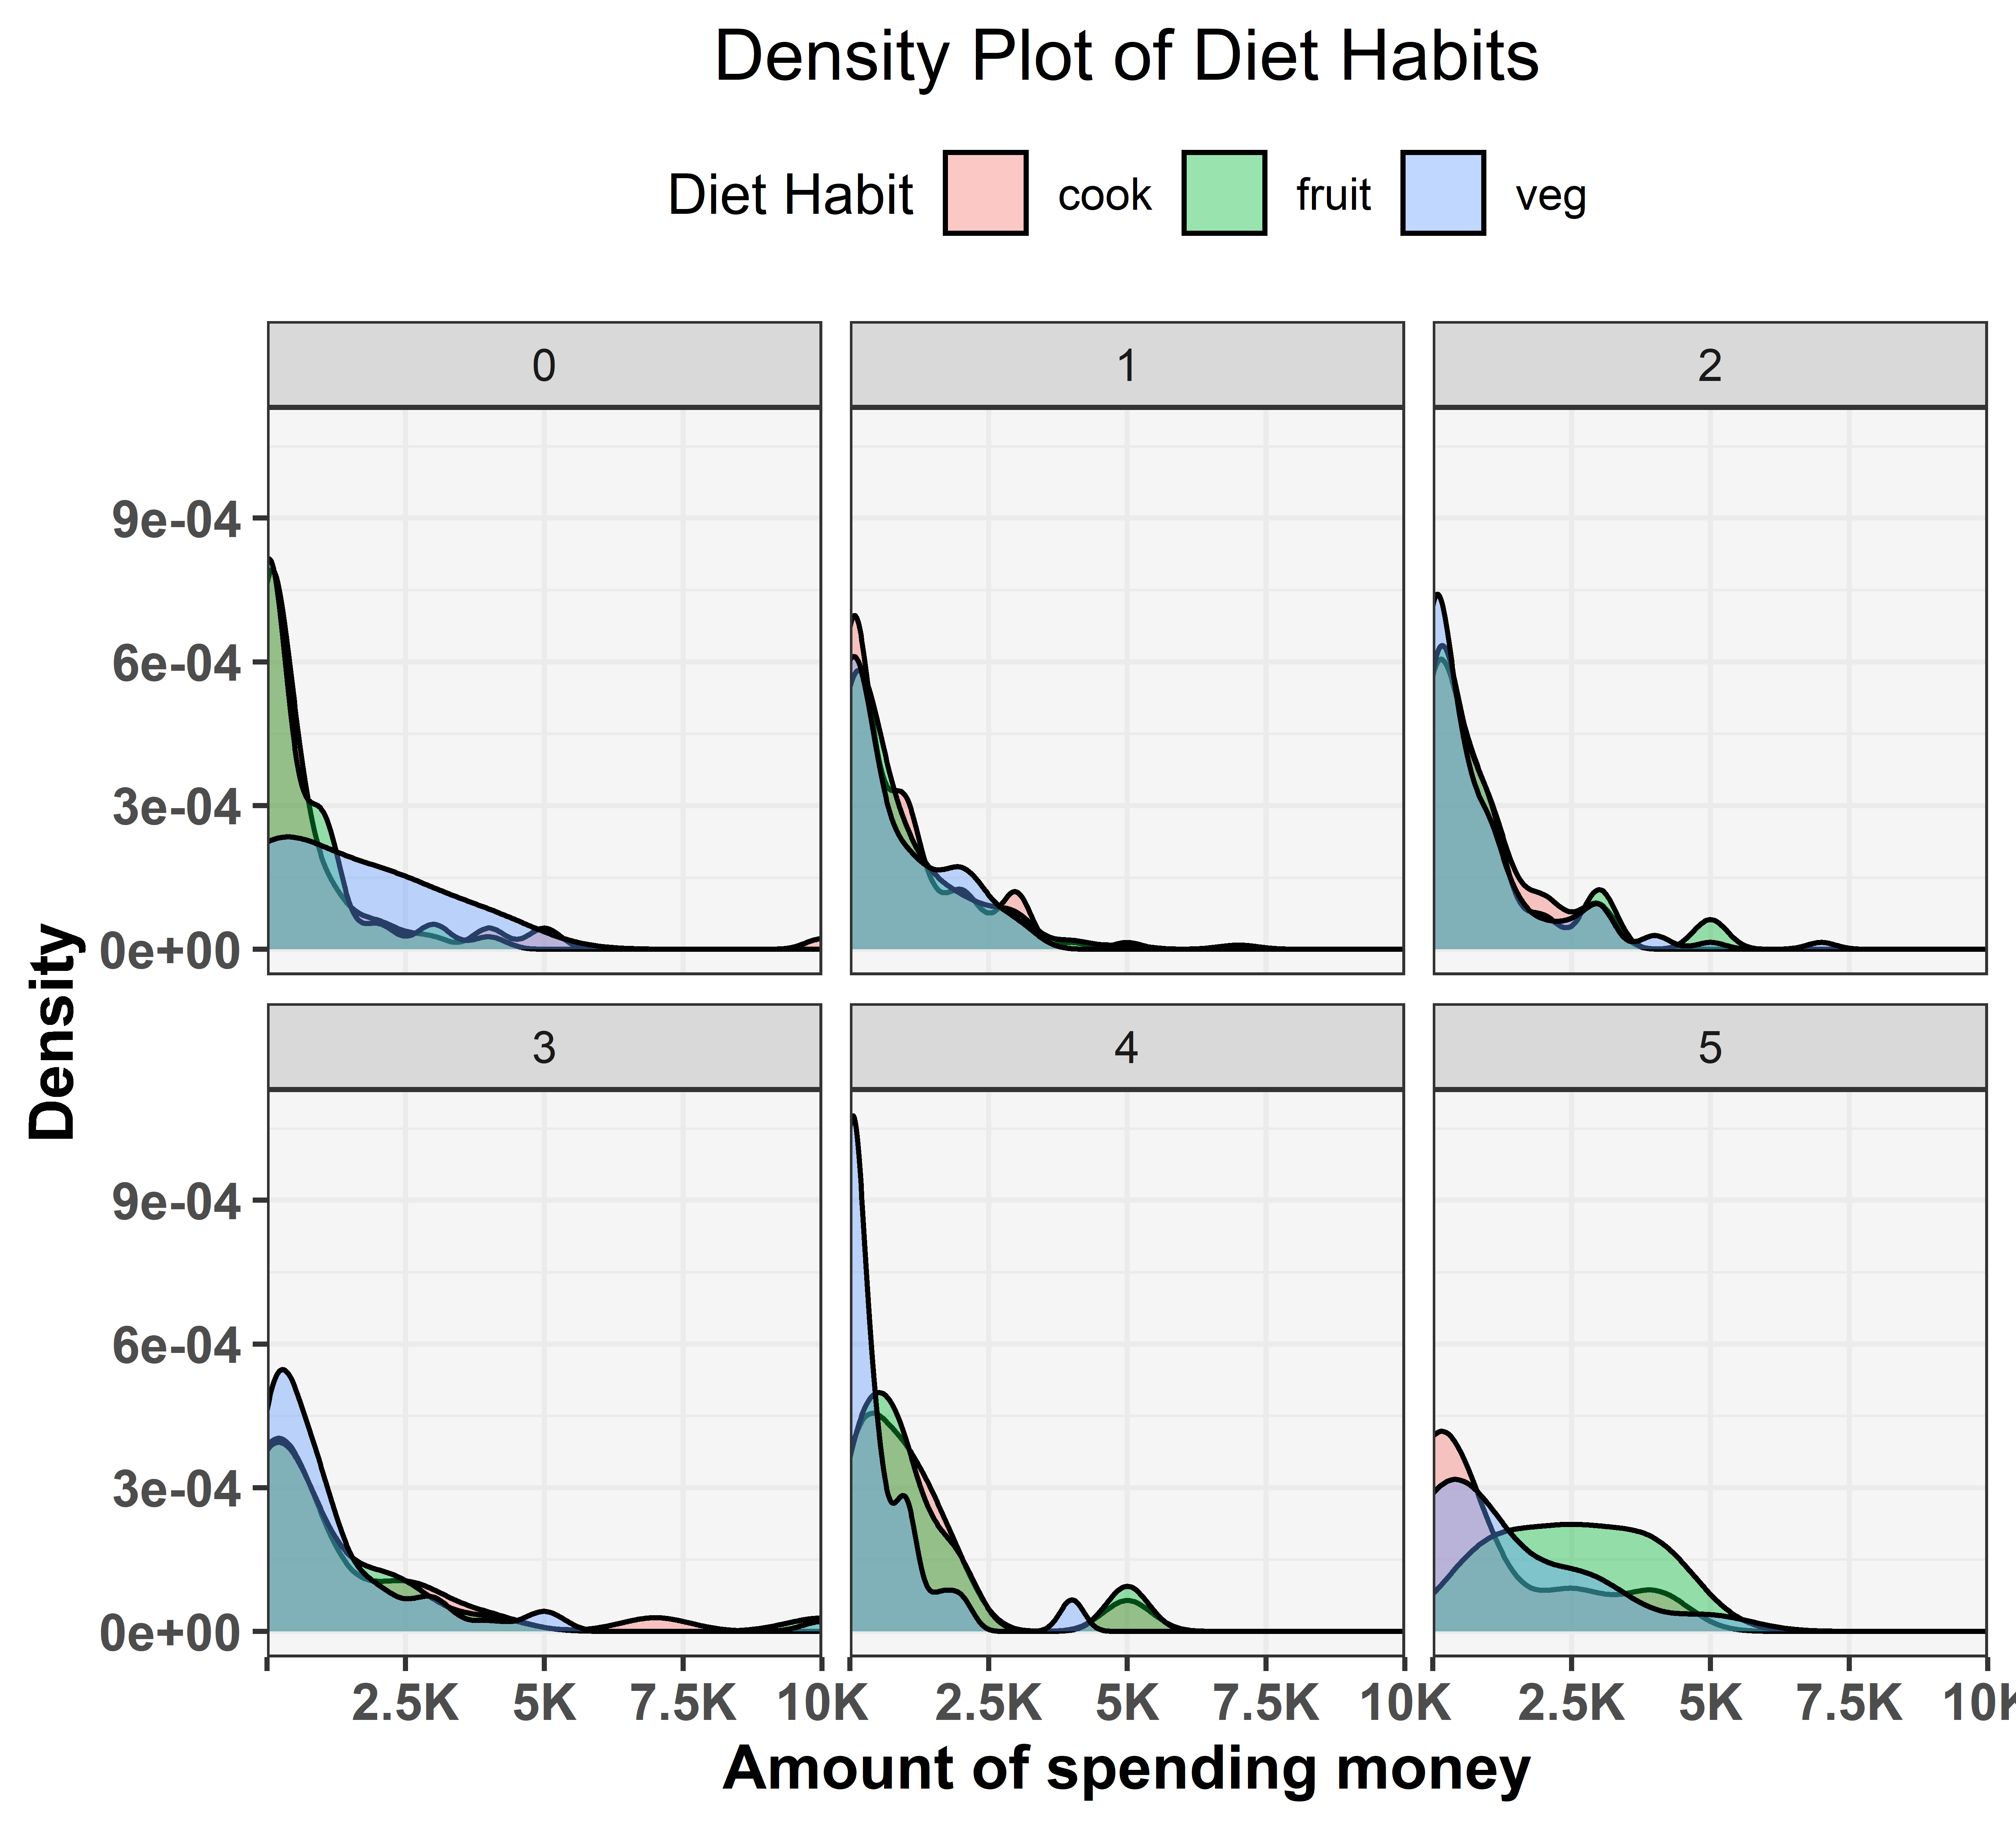 Density Plot of Diet Habits
Diet Habit cook fruit veg
0 1 2
9e-04
6e-04
3e-04
0e+00
3 4 5
9e-04
6e-04
3e-04
0e+00
Density
2.5K 5K 7.5K 10K 2.5K 5K 7.5K 10K 2.5K 5K 7.5K 10K
Amount of spending money